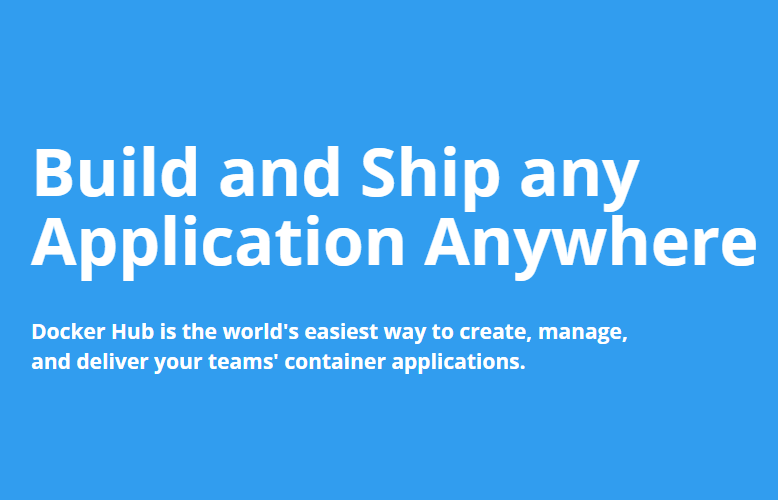 Build and Ship any
Application Anywhere
Docker Hub is the world's easiest way to create, manage,
and deliver your teams' container applications.